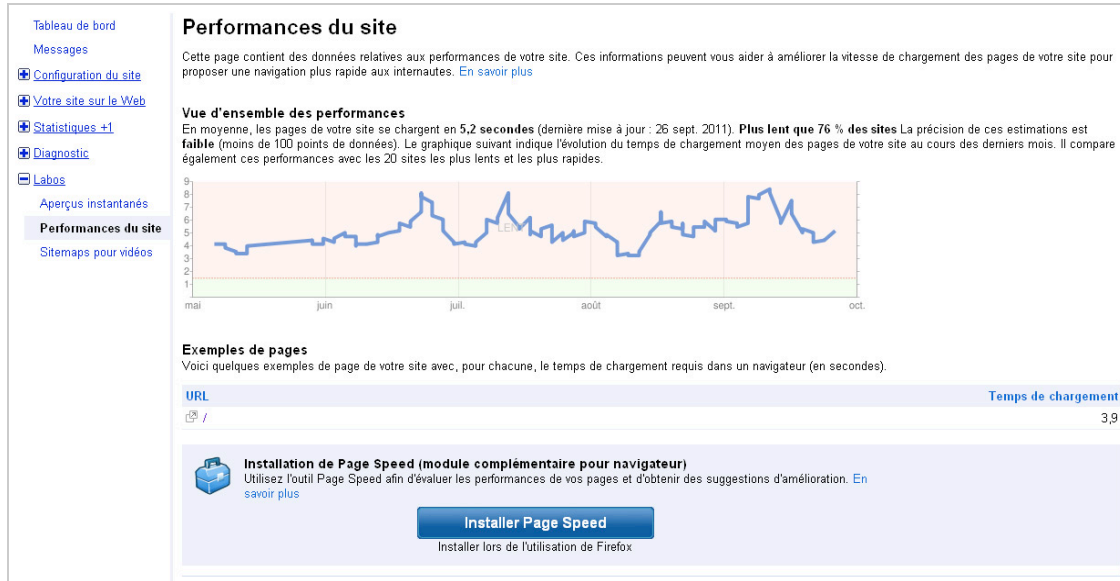 Tableau de bord
Messages
Configuration du site
Votre site sur le Web
Statistiques +1
Diagnostic
Labos
Aperçus instantanés
Performances du site
Sitemaps pour vidéos
Performances du site
Cette page contient des données relatives aux performances de votre site. Ces informations peuvent vous aider à améliorer la vitesse de chargement des pages de votre site pour
proposer une navigation plus rapide aux internautes. En savoir plus
Vue d'ensemble des performances
En moyenne, les pages de votre site se chargent en 5,2 secondes (dernière mise à jour : 26 sept. 2011). Plus lent que 76 % des sites La précision de ces estimations est
faible (moins de 100 points de données). Le graphique suivant indique l'évolution du temps de chargement moyen des pages de votre site au cours des derniers mois. Il compare
également ces performances avec les 20 sites les plus lents et les plus rapides.
9
8
7
6
5
4
3
2
1
LENT
mai juin juil. août sept. oct.
Exemples de pages
Voici quelques exemples de page de votre site avec, pour chacune, le temps de chargement requis dans un navigateur (en secondes).
URL Temps de chargement
/ 3,9
Installation de Page Speed (module complémentaire pour navigateur)
Utilisez l'outil Page Speed afin d'évaluer les performances de vos pages et d'obtenir des suggestions d'amélioration. En
savoir plus
Installer Page Speed
Installer lors de l'utilisation de Firefox